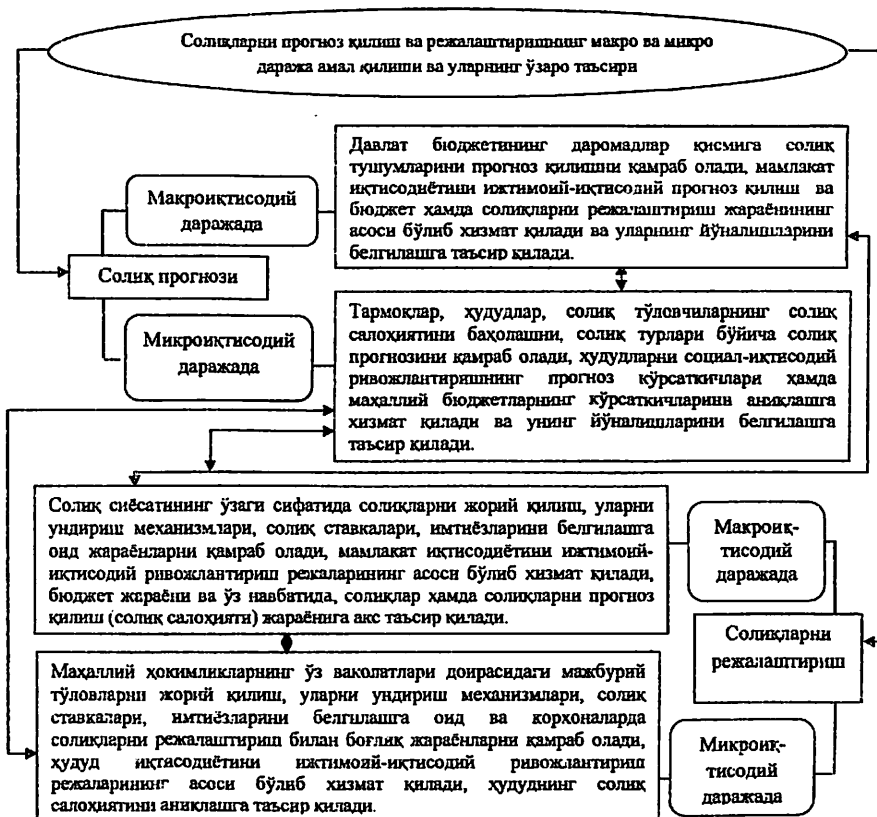 Солиқларни прогноз қилиш ва режалаштиришнинг макро ва микро
даража амал қилиши ва уларнинг ўзаро таъсири
Давлат бюджетининг даромадлар қисмига солиқ
тушумларини прогноз қилишни қамраб олади, мамлакат
иқтисодиётини ижтимоий-иқтисодий прогноз қилиш ва
бюджет ҳамда солиқларни режалаштириш жараёнининг
асоси бўлиб хизмат қилади ва уларнинг йўналишларини
белгилашга таъсир қилади.
Макроиқтисодий
даражада
Солиқ прогнози
Микроиқтисодий
даражада
Тармоқлар, ҳудудлар, солиқ тўловчиларнинг солиқ
салоҳиятини баҳолашни, солиқ турлари бўйича солиқ
прогнозини қамраб олади, ҳудудларни социал-иқтисодий
ривожлантиришнинг прогноз кўрсаткичлари ҳамда
маҳаллий бюджетларнинг кўрсаткичларини аниқлашга
хизмат қилади ва унинг йўналишларини белгилашга
таъсир қилади.
Солиқ сиёсатининг ўзаги сифатида солиқларни жорий қилиш, уларни
ундириш механизмлари, солиқ ставкалари, имтиёзларини белгилашга
оид жараёнларни қамраб олади, мамлакат иқтисодиётини ижтимоий-
иқтисодий ривожлантириш режаларининг асоси бўлиб хизмат қилади,
бюджет жараёни ва ўз навбатида, солиқлар ҳамда солиқларни прогноз
қилиш (солиқ салоҳияти) жараёнига акс таъсир қилади.
Макроиқ-
тисодий
даражада
Солиқларни
режалаштириш
Маҳаллий ҳокимликларнинг ўз ваколатлари доирасидаги мажбурий
тўловларни жорий қилиш, уларни ундириш механизмлари, солиқ
ставкалари, имтиёзларини белгилашга оид ва корхоналарда
солиқларни режалаштириш билан боғлиқ жараёнларни қамраб олади,
ҳудуд иқтисодиётини ижтимоий-иқтисодий ривожлантириш
режаларининг асоси бўлиб хизмат қилади, ҳудуднинг солиқ
салоҳиятини аниқлашга таъсир қилади.
Микроиқ-
тисодий
даражада